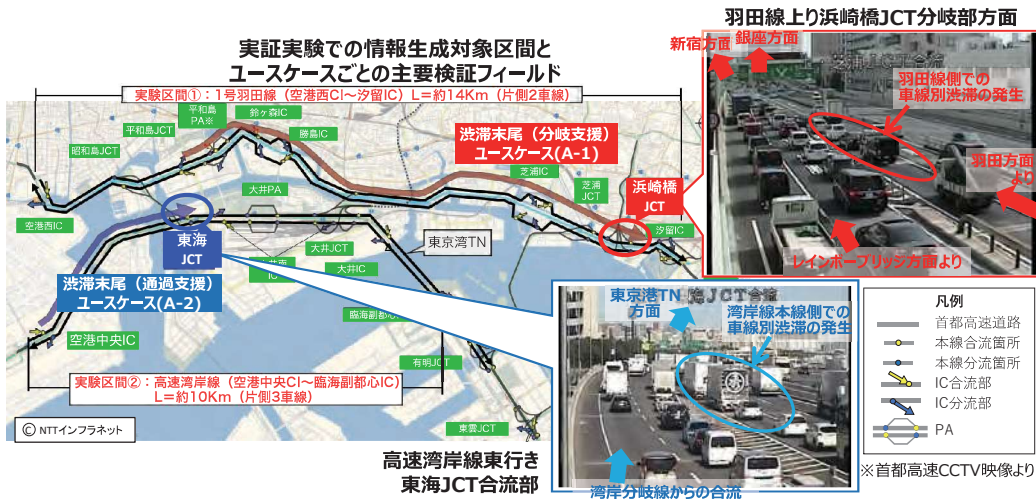 羽田線上り浜崎橋JCT分岐部方面
実証実験での情報生成対象区間と
ユースケースごとの主要検証フィールド
新宿方面
銀座方面
芝浦JCT合流
羽田線側での
車線別渋滞の発生
羽田方面
より
レインボーブリッジ方面より
実験区間①：1号羽田線（空港西CI～汐留IC）L=約14Km（片側2車線）
平和島
PA※
鈴ヶ森IC
平和島JCT
勝島IC
昭和島JCT
渋滞末尾（分岐支援）
ユースケース(A-1)
芝浦IC
芝浦
JCT
浜崎橋
JCT
汐留IC
大井PA
空港西IC
東海
JCT
大井JCT
大井IC
東京湾TN
渋滞末尾（通過支援）
ユースケース(A-2)
臨海副都心
空港中央IC
有明JCT
東雲JCT
実験区間②：高速湾岸線（空港中央CI～臨海副都心IC）
L=約10Km（片側3車線）
© NTTインフラネット
高速湾岸線東行き
東海JCT合流部
東京港TN
方面
JCT合流
湾岸線本線側での
車線別渋滞の発生
湾岸分岐線からの合流
凡例
首都高速道路
本線合流箇所
本線分流箇所
IC合流部
IC分流部
PA
※首都高速CCTV映像より